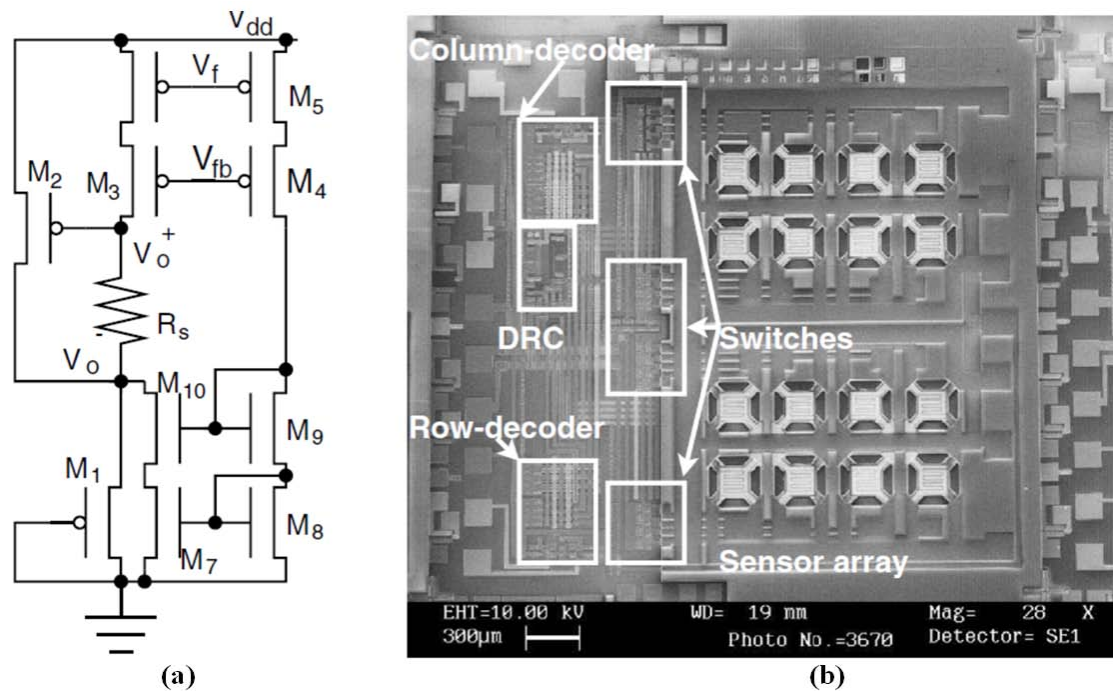 Vdd
Vf
M5
M2
M3
Vfb
M4
Vo+
Rs
Vo-
M10
M9
M1
M7
M8
(a)
Column-decoder
DRC
Switches
Row-decoder
Sensor array
EHT=10.00 kV
WD= 19 mm
Mag= 28 X
300µm
Photo No.=3670
Detector= SE1
(b)